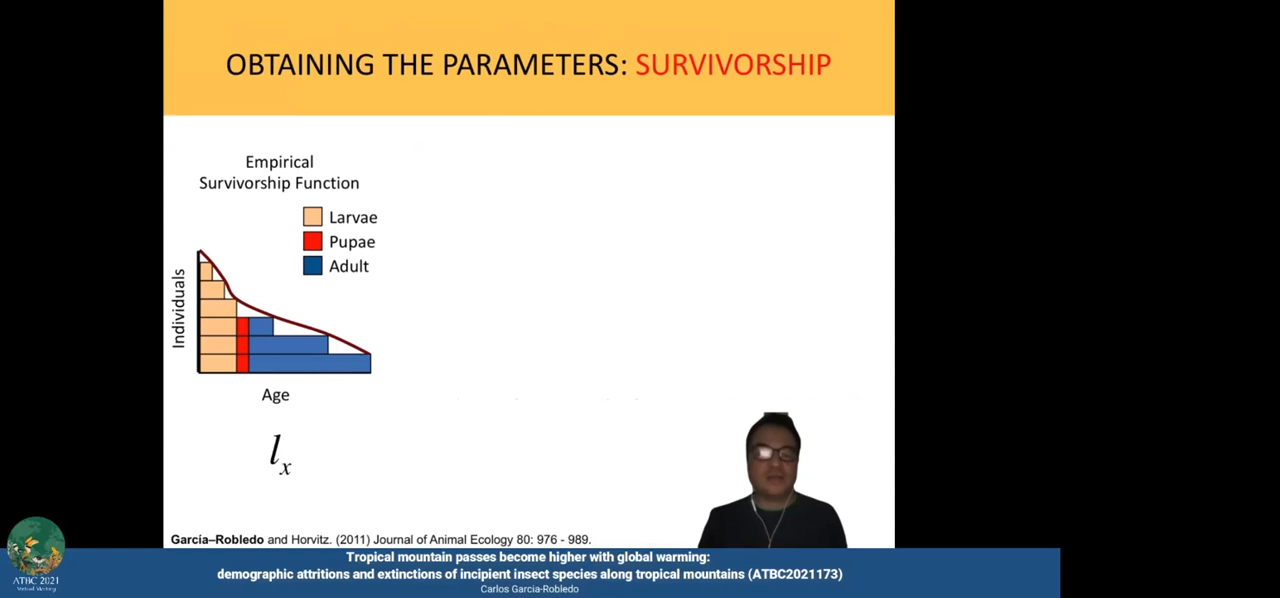 OBTAINING THE PARAMETERS: SURVIVORSHIP
Empirical
Survivorship Function
Larvae
Pupae
Adult
Individuals
Age
lx
García–Robledo and Horvitz. (2011) Journal of Animal Ecology 80: 976 - 989.
Tropical mountain passes become higher with global warming:
demographic attritions and extinctions of incipient insect species along tropical mountains (ATBC2021173)
Carlos Garcia-Robledo
ATBC 2021
Virtual Meeting